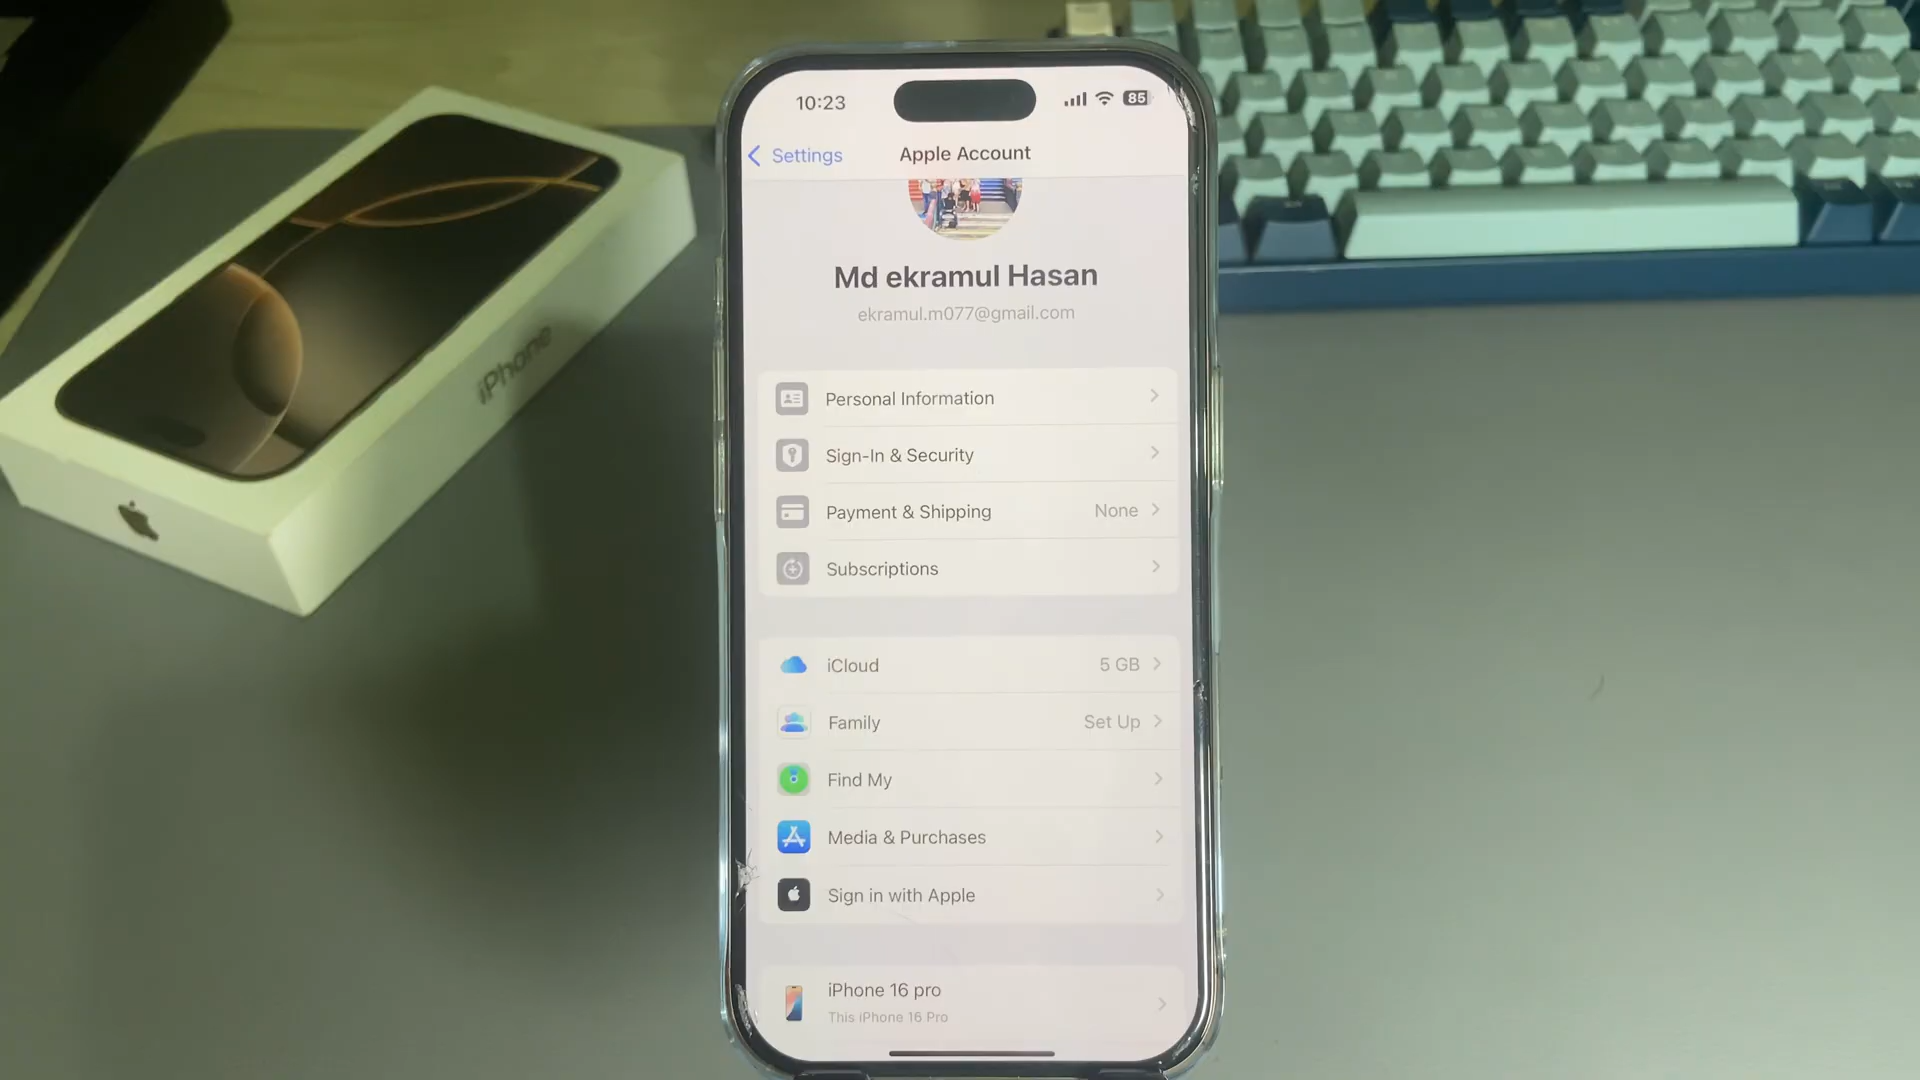 10:23
85
Settings
Apple Account
Md ekramul Hasan
ekramul.m077@gmail.com
Personal Information
Sign-In & Security
Payment & Shipping None
Subscriptions
iCloud 5 GB
Family Set Up
Find My
Media & Purchases
Sign in with Apple
iPhone 16 pro
This iPhone 16 Pro
iPhone